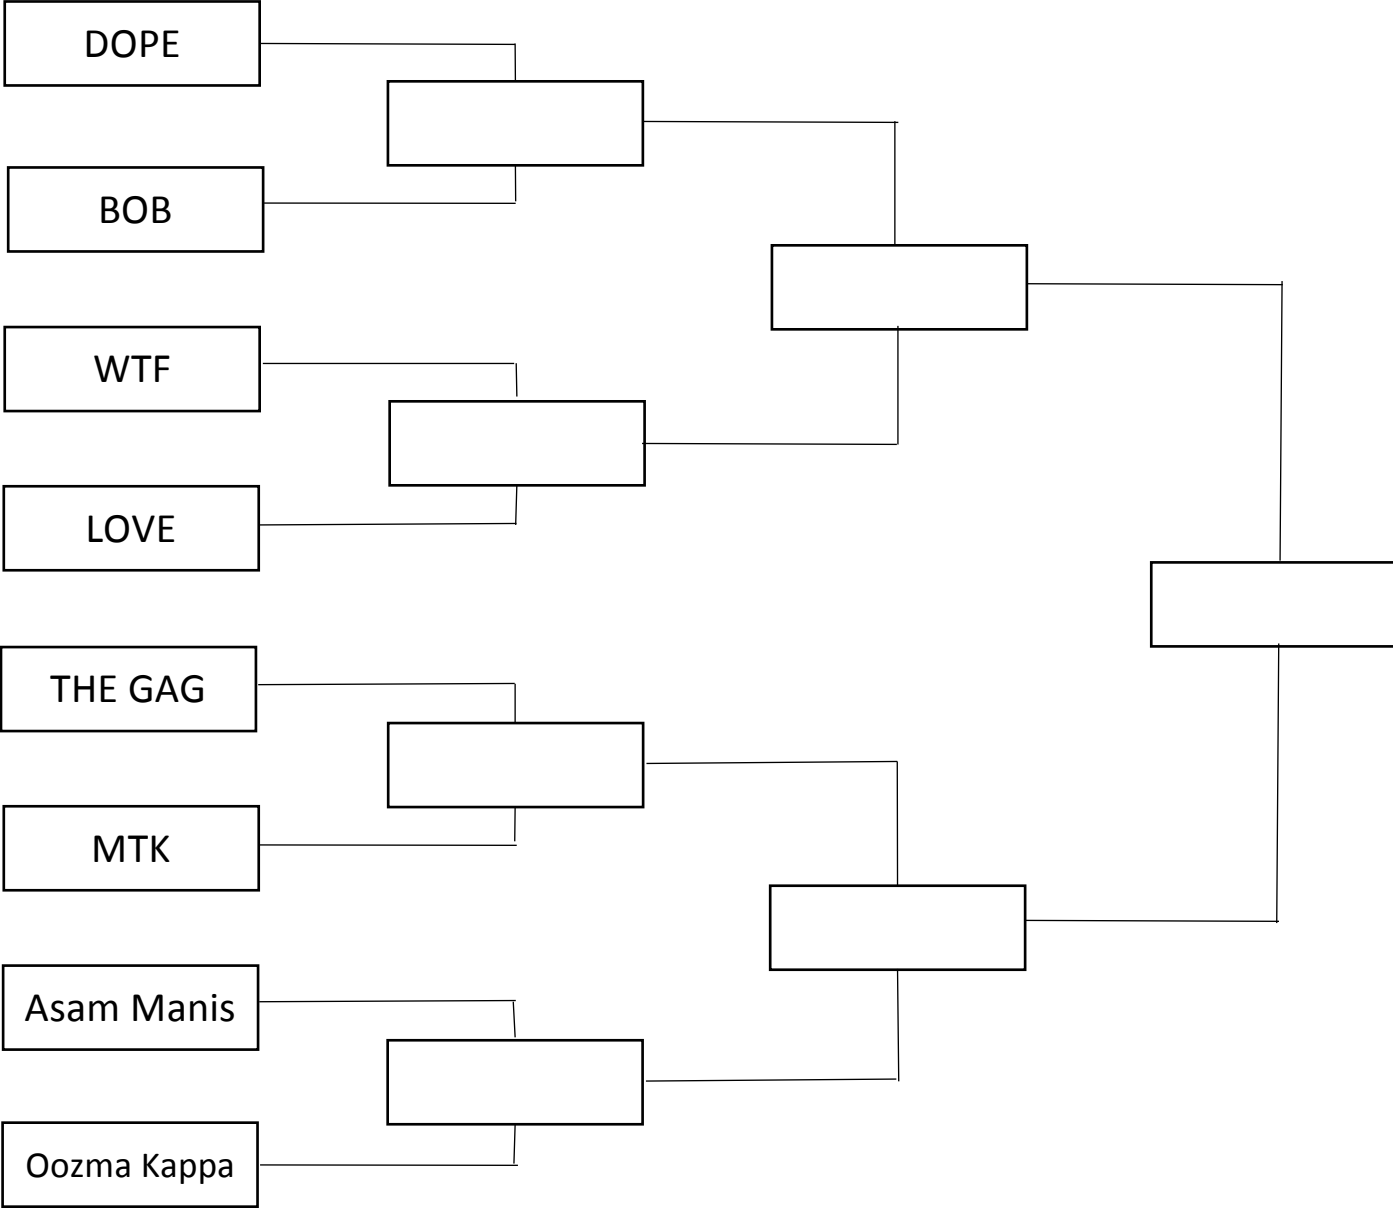 DOPE
BOB
WTF
LOVE
THE GAG
MTK
Asam Manis
Oozma Kappa